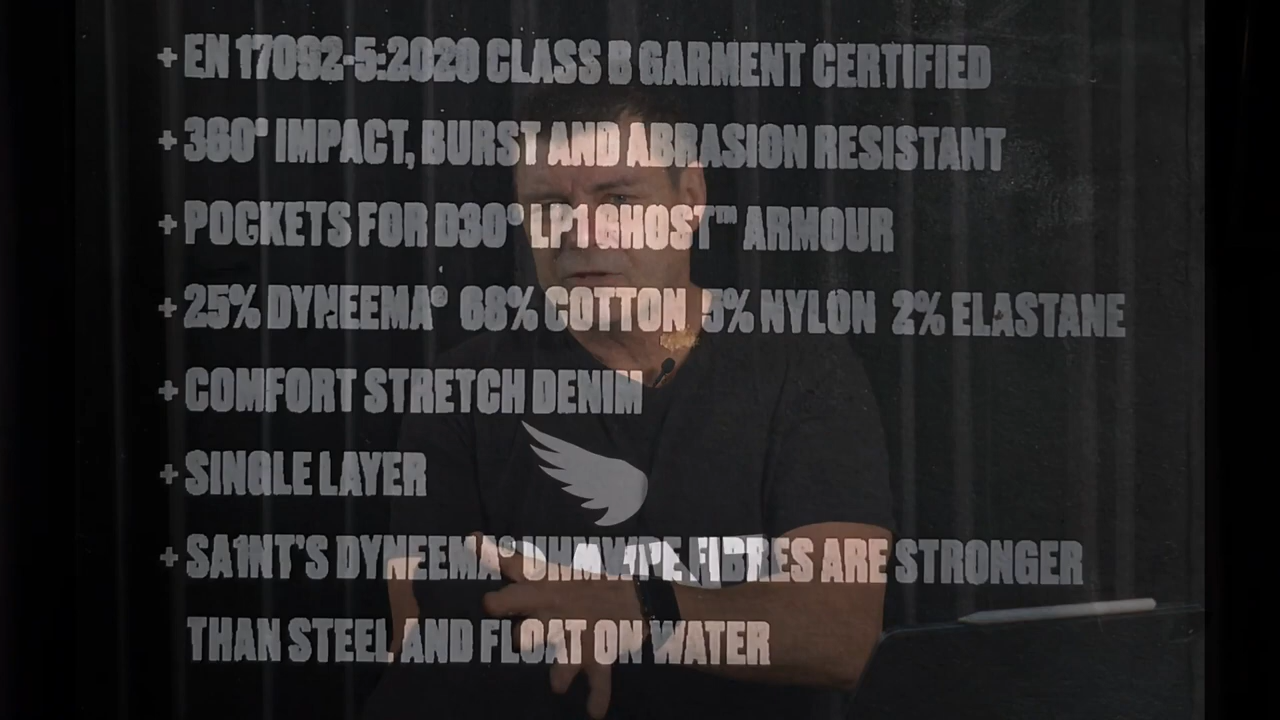 + EN 17092-5:2020 CLASS B GARMENT CERTIFIED
+ 360° IMPACT, BURST AND ABRASION RESISTANT
+ POCKETS FOR D30® LP1 GHOST™ ARMOUR
+ 25% DYNEEMA® 68% COTTON 5% NYLON 2% ELASTANE
+ COMFORT STRETCH DENIM
+ SINGLE LAYER
+ SA1NT'S DYNEEMA® UHMWPE FIBRES ARE STRONGER
THAN STEEL AND FLOAT ON WATER